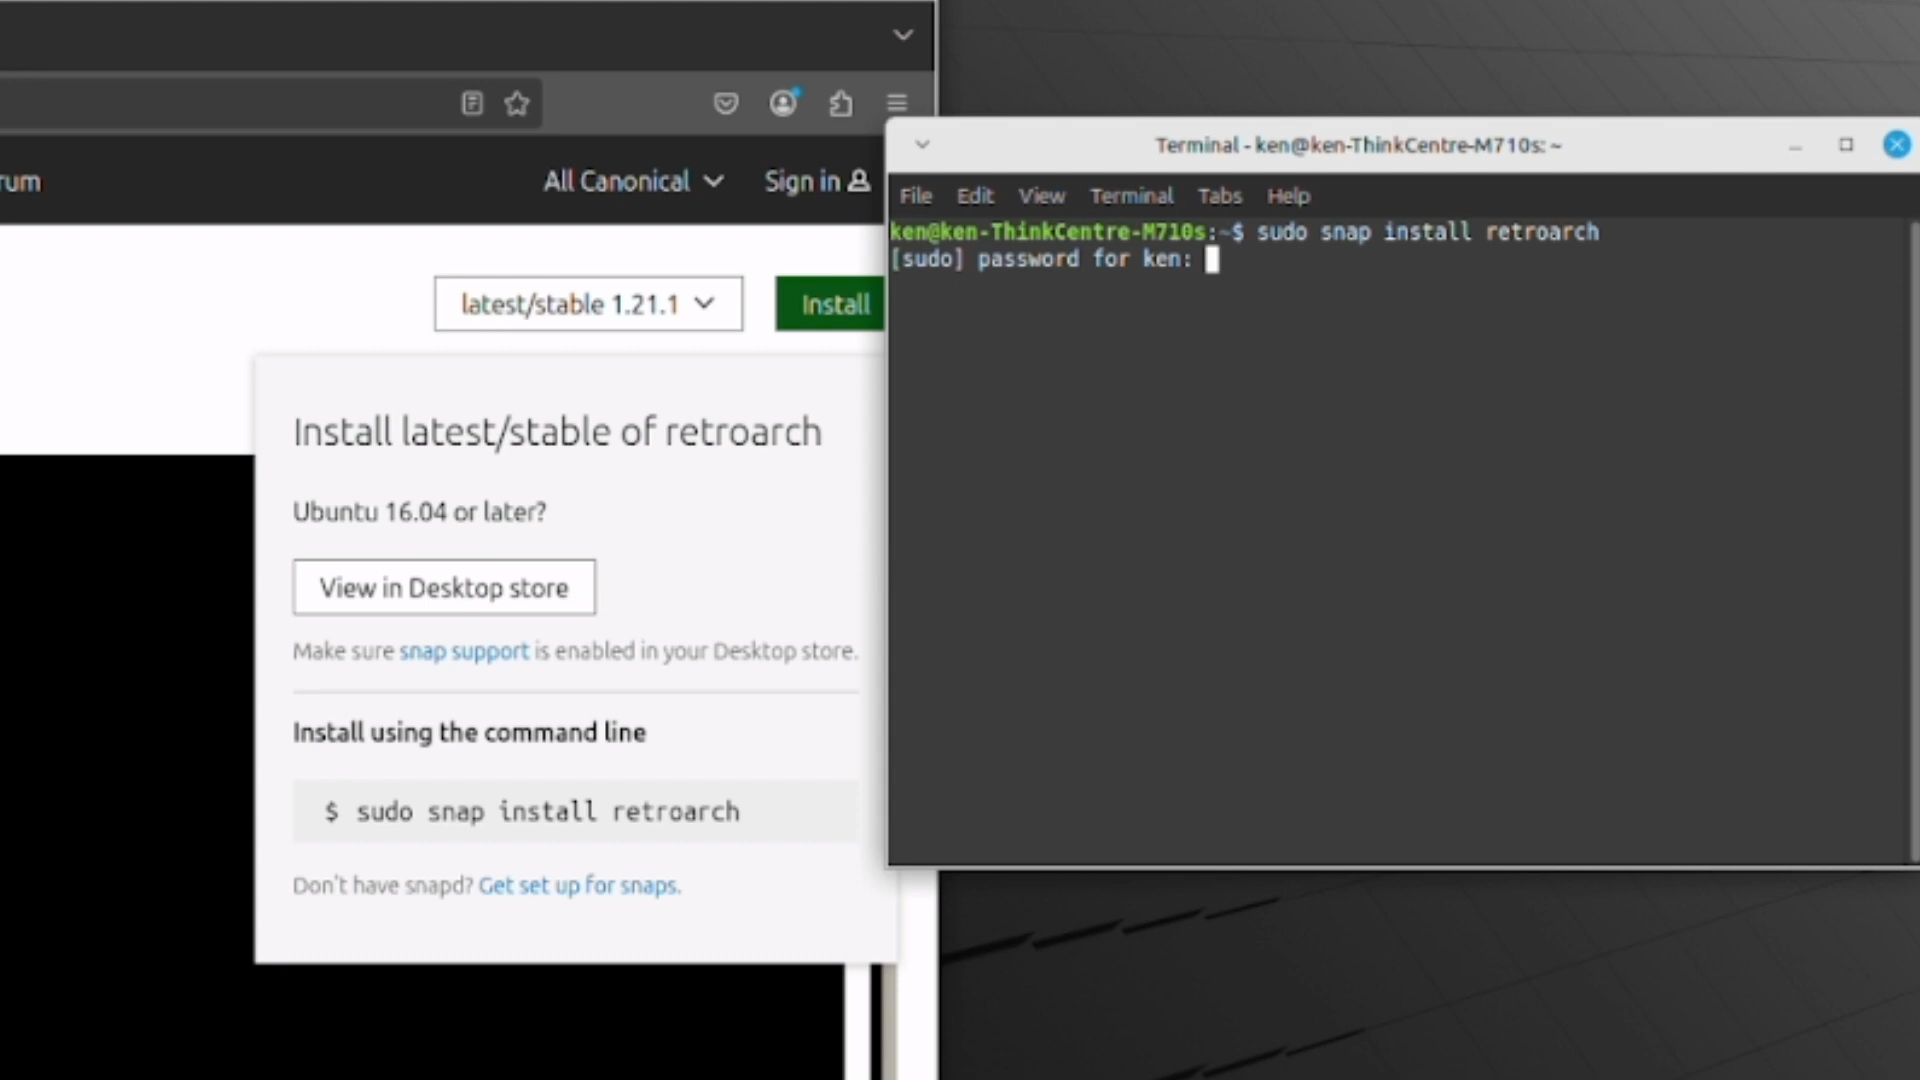 rum
All Canonical
Sign in
latest/stable 1.21.1
Install
Install latest/stable of retroarch
Ubuntu 16.04 or later?
View in Desktop store
Make sure snap support is enabled in your Desktop store.
Install using the command line
$ sudo snap install retroarch
Don't have snapd? Get set up for snaps.
Terminal - ken@ken-ThinkCentre-M710s: ~
File Edit View Terminal Tabs Help
ken@ken-ThinkCentre-M710s:~$ sudo snap install retroarch
[sudo] password for ken: